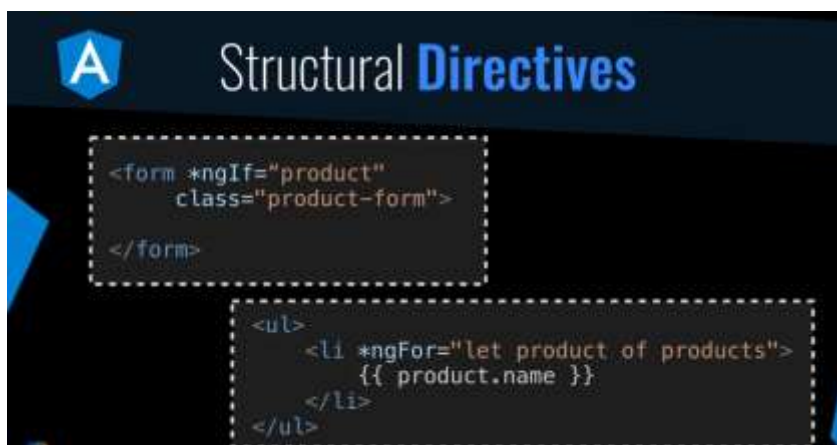 A
Structural Directives
<form *ngIf="product"
class="product-form">
</form>
<ul>
<li *ngFor="let product of products">
{{ product.name }}
</li>
</ul>